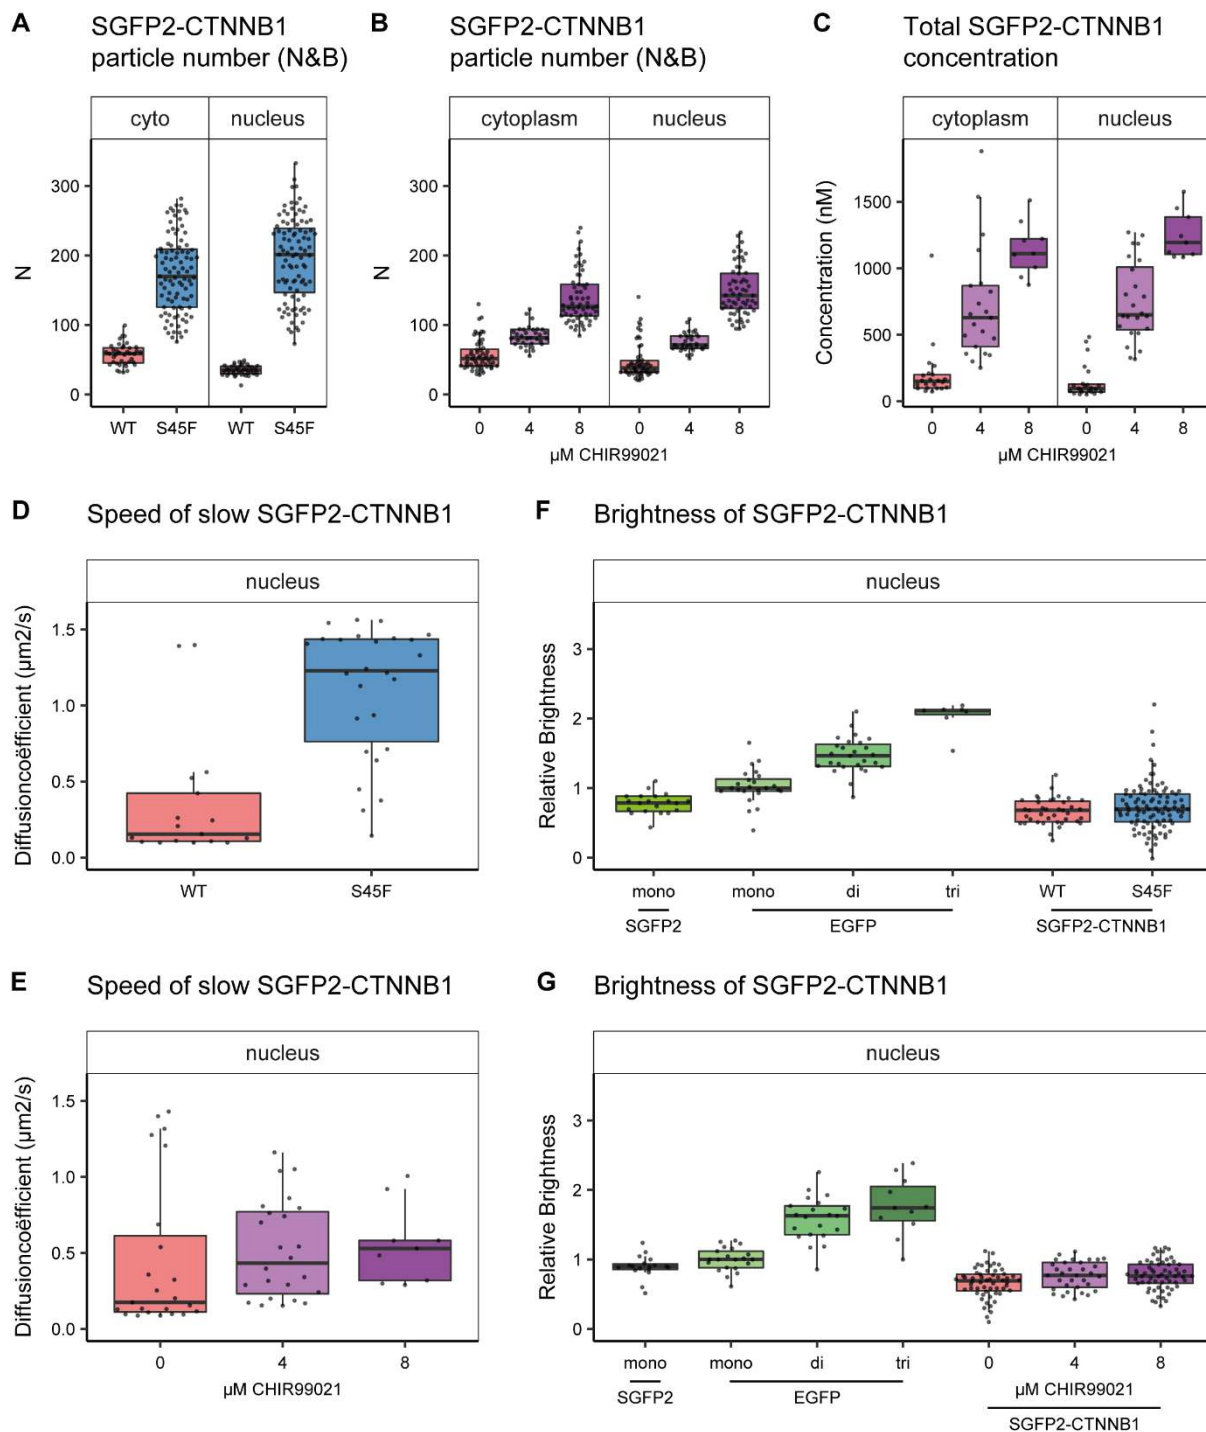 A SGFP2-CTNNB1
particle number (N&B)
cyto nucleus
N
300
200
100
0
WT S45F WT S45F
B SGFP2-CTNNB1
particle number (N&B)
cytoplasm nucleus
N
300
200
100
0
0 4 8 0 4 8
µM CHIR99021
C Total SGFP2-CTNNB1
concentration
cytoplasm nucleus
Concentration (nM)
1500
1000
500
0
0 4 8 0 4 8
µM CHIR99021
D Speed of slow SGFP2-CTNNB1
nucleus
Diffusioncoëfficient (µm2/s)
1.5
1.0
0.5
0.0
WT S45F
F Brightness of SGFP2-CTNNB1
nucleus
Relative Brightness
3
2
1
0
mono mono di tri WT S45F
SGFP2 EGFP SGFP2-CTNNB1
E Speed of slow SGFP2-CTNNB1
nucleus
Diffusioncoëfficient (µm2/s)
1.5
1.0
0.5
0.0
0 4 8
µM CHIR99021
G Brightness of SGFP2-CTNNB1
nucleus
Relative Brightness
3
2
1
0
mono mono di tri 0 4 8
SGFP2 EGFP µM CHIR99021
SGFP2-CTNNB1